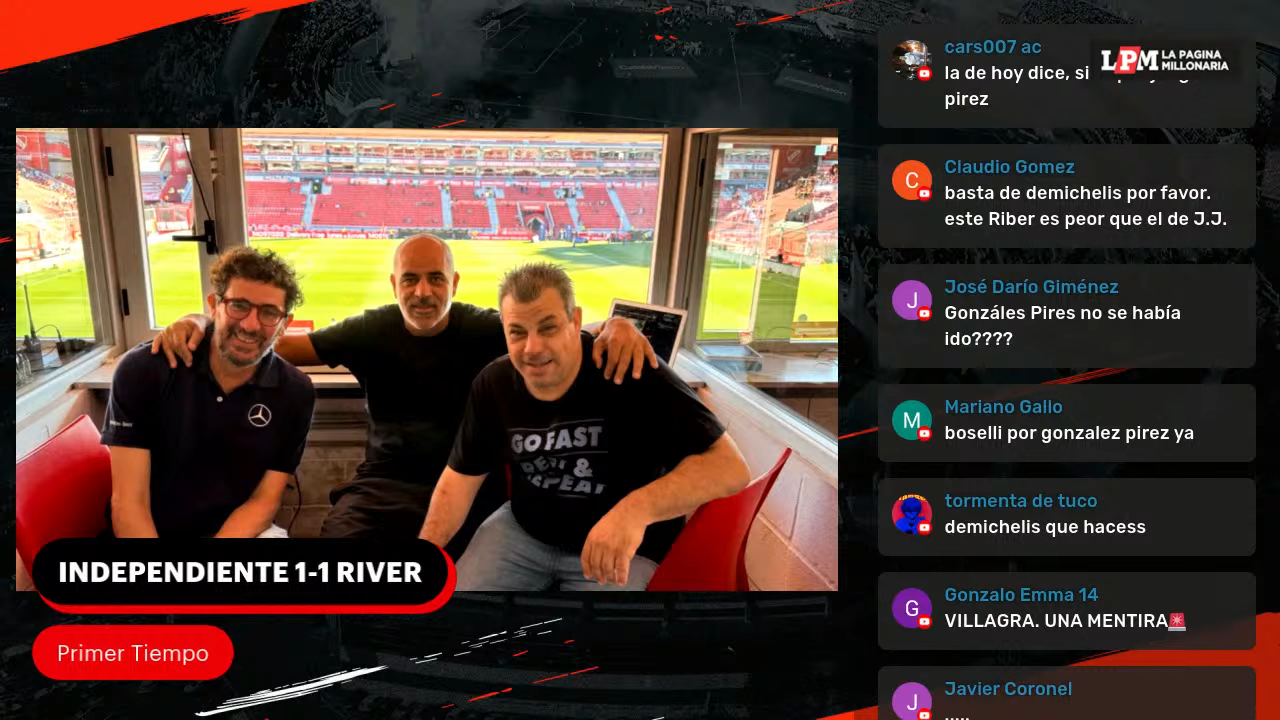 cars007 ac
la de hoy dice, si
pirez
LPM LA PAGINA
MILLONARIA
Claudio Gomez
basta de demichelis por favor.
este Riber es peor que el de J.J.
José Darío Giménez
Gonzáles Pires no se había
ido????
Mariano Gallo
boselli por gonzalez pirez ya
tormenta de tuco
demichelis que hacess
Gonzalo Emma 14
VILLAGRA. UNA MENTIRA🚨
Javier Coronel
GO FAST
&
INDEPENDIENTE 1-1 RIVER
Primer Tiempo